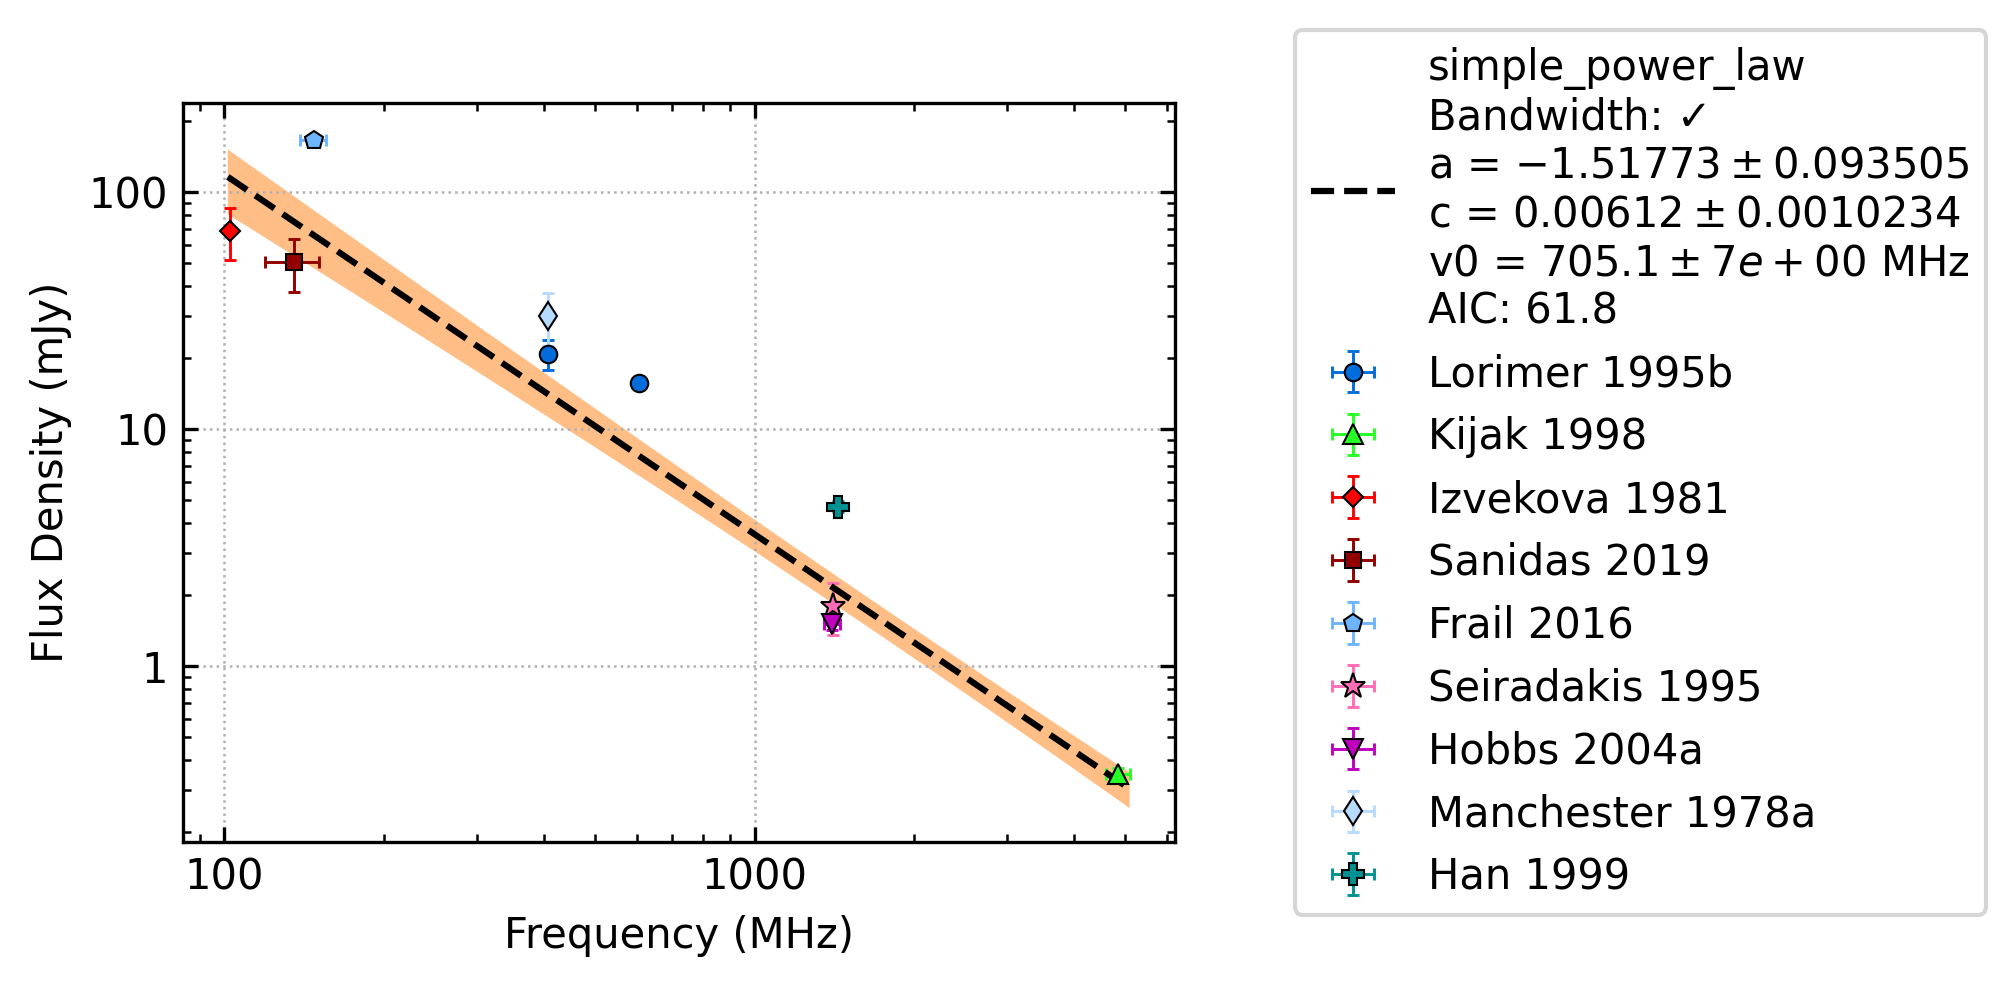 100
10
1
100
1000
Flux Density (mJy)
Frequency (MHz)
simple_power_law
Bandwidth: ✓
a = −1.51773 ± 0.093505
c = 0.00612 ± 0.0010234
v0 = 705.1 ± 7e + 00 MHz
AIC: 61.8
Lorimer 1995b
Kijak 1998
Izvekova 1981
Sanidas 2019
Frail 2016
Seiradakis 1995
Hobbs 2004a
Manchester 1978a
Han 1999